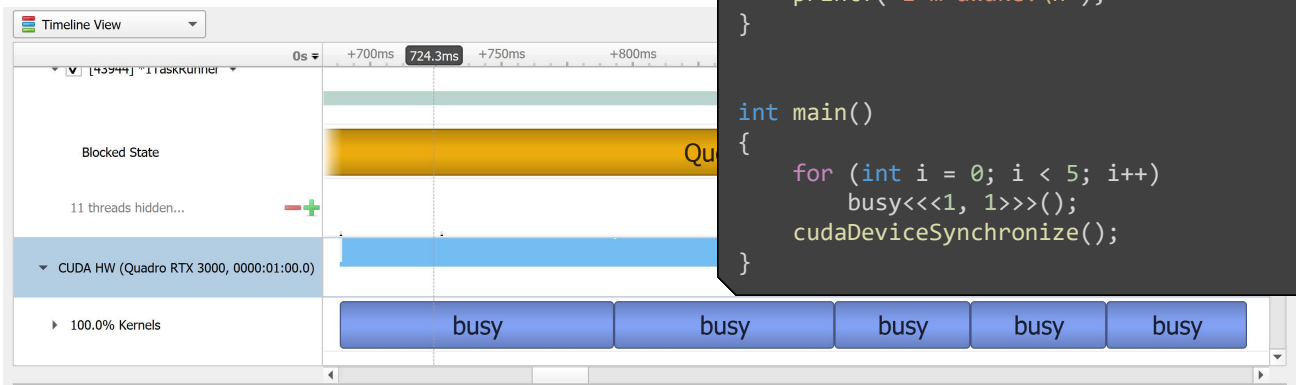 Timeline View
0s
+700ms
724.3ms
+750ms
+800ms
[43944] *1TaskRunner
Blocked State
11 threads hidden...
CUDA HW (Quadro RTX 3000, 0000:01:00.0)
100.0% Kernels
busy
busy
busy
busy
busy
}
int main()
{
for (int i = 0; i < 5; i++)
busy<<<1, 1>>>();
cudaDeviceSynchronize();
}